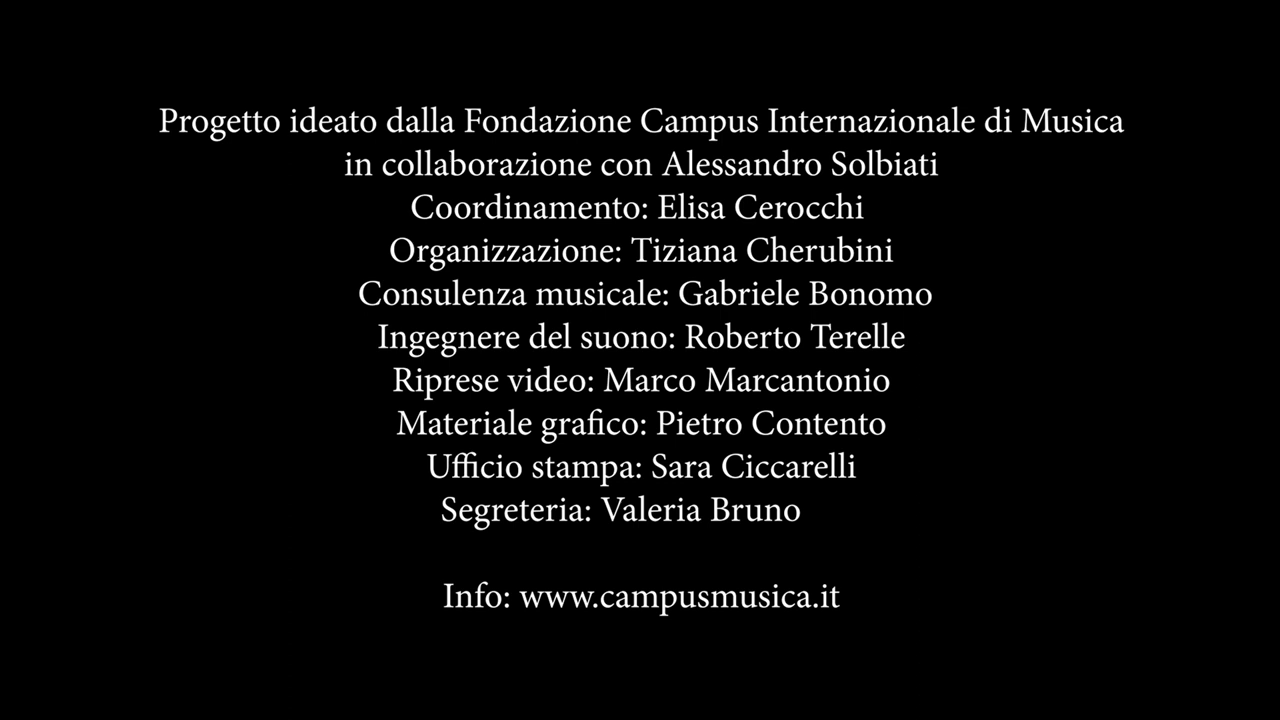 Progetto ideato dalla Fondazione Campus Internazionale di Musica
in collaborazione con Alessandro Solbiati
Coordinamento: Elisa Cerocchi
Organizzazione: Tiziana Cherubini
Consulenza musicale: Gabriele Bonomo
Ingegnere del suono: Roberto Terelle
Riprese video: Marco Marcantonio
Materiale grafico: Pietro Contento
Ufficio stampa: Sara Ciccarelli
Segreteria: Valeria Bruno
Info: www.campusmusica.it